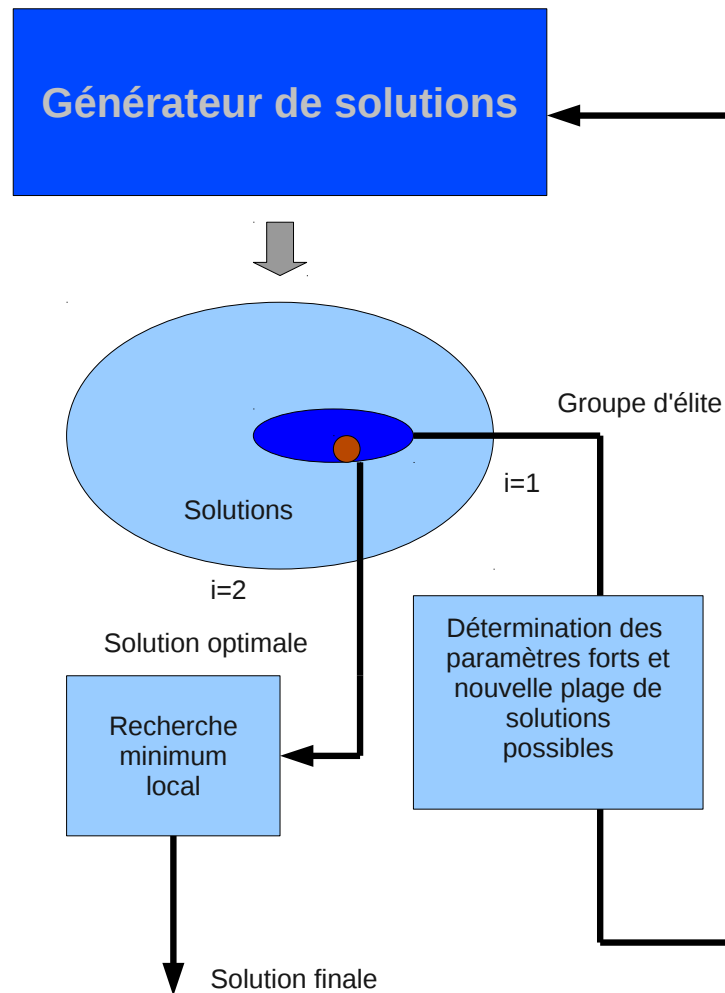 Générateur de solutions
Groupe d'élite
i=1
Solutions
i=2
Solution optimale
Détermination des
paramètres forts et
nouvelle plage de
solutions
possibles
Recherche
minimum
local
Solution finale